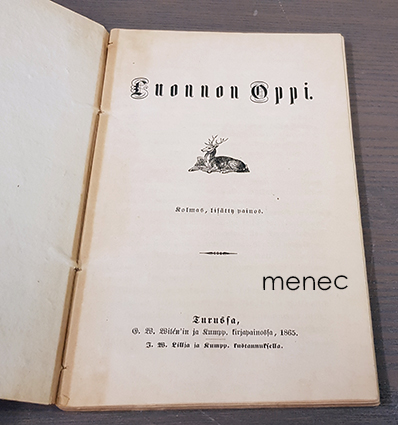 Luonnon Oppi.
Kolmas, lisätty painos.
menec
Turussa,
G. W. Wilén'in ja Kumpp. kirjapainossa, 1865.
J. W. Lillja ja Kumpp. kustannuksella.